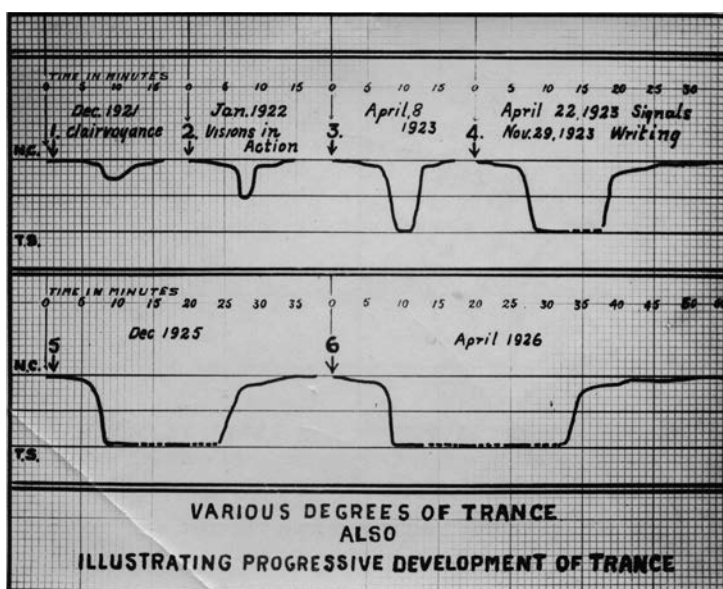 TIME IN MINUTES
0 5 10 15 0 5 10 15 0 5 10 15 0 5 10 15 20 25 30
Dec. 1921 Jan. 1922 April, 8 April 22, 1923 Signals
1. Clairvoyance 2. Visions in 3. 1923 4. Nov. 29, 1923 Writing
Action
N.C.
T.S.
TIME IN MINUTES
0 5 10 15 20 25 30 35 0 5 10 15 20 25 30 35 40 45 50
Dec 1925 April 1926
5 6
N.C.
T.S.
VARIOUS DEGREES OF TRANCE
ALSO
ILLUSTRATING PROGRESSIVE DEVELOPMENT OF TRANCE